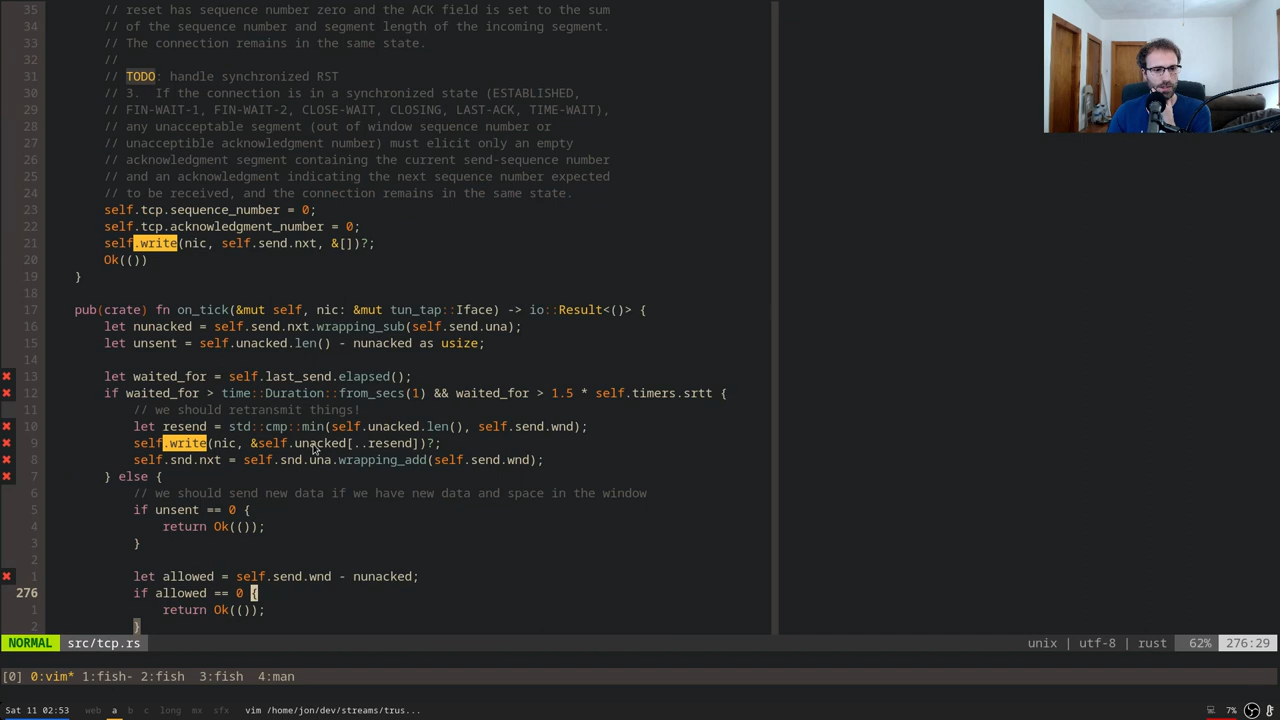 35 // reset has sequence number zero and the ACK field is set to the sum
34 // of the sequence number and segment length of the incoming segment.
33 // The connection remains in the same state.
32 //
31 // TODO: handle synchronized RST
30 // 3.  If the connection is in a synchronized state (ESTABLISHED,
29 // FIN-WAIT-1, FIN-WAIT-2, CLOSE-WAIT, CLOSING, LAST-ACK, TIME-WAIT),
28 // any unacceptable segment (out of window sequence number or
27 // unacceptible acknowledgment number) must elicit only an empty
26 // acknowledgment segment containing the current send-sequence number
25 // and an acknowledgment indicating the next sequence number expected
24 // to be received, and the connection remains in the same state.
23 self.tcp.sequence_number = 0;
22 self.tcp.acknowledgment_number = 0;
21 self.write(nic, self.send.nxt, &[])?;
20 Ok(())
19 }
18
17 pub(crate) fn on_tick(&mut self, nic: &mut tun_tap::Iface) -> io::Result<()> {
16 let nunacked = self.send.nxt.wrapping_sub(self.send.una);
15 let unsent = self.unacked.len() - nunacked as usize;
14
13 let waited_for = self.last_send.elapsed();
12 if waited_for > time::Duration::from_secs(1) && waited_for > 1.5 * self.timers.srtt {
11 // we should retransmit things!
10 let resend = std::cmp::min(self.unacked.len(), self.send.wnd);
9 self.write(nic, &self.unacked[..resend])?;
8 self.snd.nxt = self.snd.una.wrapping_add(self.send.wnd);
7 } else {
6 // we should send new data if we have new data and space in the window
5 if unsent == 0 {
4 return Ok(());
3 }
2
1 let allowed = self.send.wnd - nunacked;
276 if allowed == 0 {
1 return Ok(());
2 }
NORMAL src/tcp.rs unix | utf-8 | rust 62% 276:29
[0] 0:vim* 1:fish- 2:fish 3:fish 4:man
Sat 11 02:53 web a b c long mx sfx vim /home/jon/dev/streams/trus... 7%